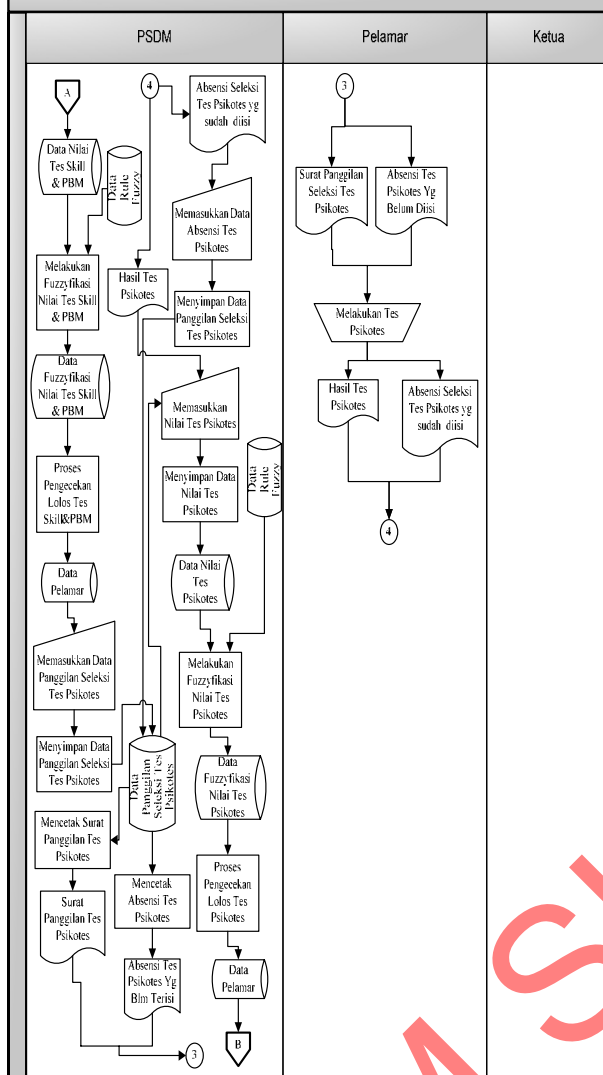 PSDM
Pelamar
Ketua
A
Data Nilai
Tes Skill
& PBM
Data
Rule
Fuzzy
Melakukan
Fuzzyfikasi
Nilai Tes Skill
& PBM
Data
Fuzzyfikasi
Nilai Tes Skill
& PBM
Proses
Pengecekan
Lolos Tes
Skill&PBM
Data
Pelamar
Memasukkan Data
Panggilan Seleksi
Tes Psikotes
Menyimpan Data
Panggilan Seleksi
Tes Psikotes
Mencetak Surat
Panggilan Tes
Psikotes
Surat
Panggilan Tes
Psikotes
4
Absensi Seleksi
Tes Psikotes yg
sudah diisi
Memasukkan Data
Absensi Tes
Psikotes
Hasil Tes
Psikotes
Menyimpan Data
Panggilan Seleksi
Tes Psikotes
Memasukkan
Nilai Tes Psikotes
Menyimpan Data
Nilai Tes
Psikotes
Data
Rule
Fuzzy
Data Nilai
Tes
Psikotes
Melakukan
Fuzzyfikasi
Nilai Tes
Psikotes
Data
Panggilan
Seleksi Tes
Psikotes
Data
Fuzzyfikasi
Nilai Tes
Psikotes
Mencetak
Absensi Tes
Psikotes
Proses
Pengecekan
Lolos Tes
Psikotes
Absensi Tes
Psikotes Yg
Blm Terisi
Data
Pelamar
3
B
3
Surat Panggilan
Seleksi Tes
Psikotes
Absensi Tes
Psikotes Yg
Belum Diisi
Melakukan Tes
Psikotes
Hasil Tes
Psikotes
Absensi Seleksi
Tes Psikotes yg
sudah diisi
4
M S